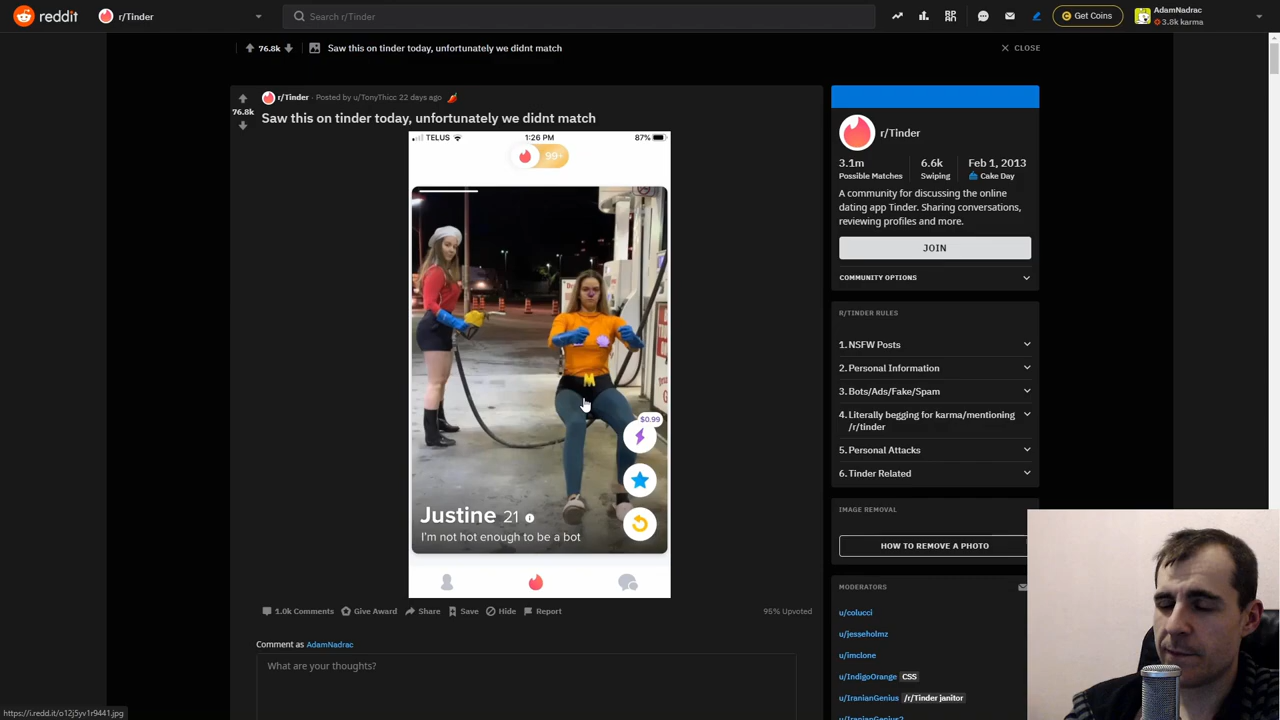 reddit
r/Tinder
Search r/Tinder
Get Coins
AdamNadrac
3.8k karma
76.8k
Saw this on tinder today, unfortunately we didnt match
CLOSE
76.8k
r/Tinder · Posted by u/TonyThicc 22 days ago
Saw this on tinder today, unfortunately we didnt match
TELUS
1:26 PM
87%
99+
M
$0.99
Justine 21
I'm not hot enough to be a bot
1.0k Comments
Give Award
Share
Save
Hide
Report
95% Upvoted
Comment as AdamNadrac
What are your thoughts?
r/Tinder
3.1m
6.6k
Feb 1, 2013
Possible Matches
Swiping
Cake Day
A community for discussing the online
dating app Tinder. Sharing conversations,
reviewing profiles and more.
JOIN
COMMUNITY OPTIONS
R/TINDER RULES
1. NSFW Posts
2. Personal Information
3. Bots/Ads/Fake/Spam
4. Literally begging for karma/mentioning
/r/tinder
5. Personal Attacks
6. Tinder Related
IMAGE REMOVAL
HOW TO REMOVE A PHOTO
MODERATORS
u/colucci
u/jesseholmz
u/imclone
u/IndigoOrange CSS
u/IranianGenius /r/Tinder janitor
u/IranianGenius2
https://i.redd.it/o12j5yv1r9441.jpg